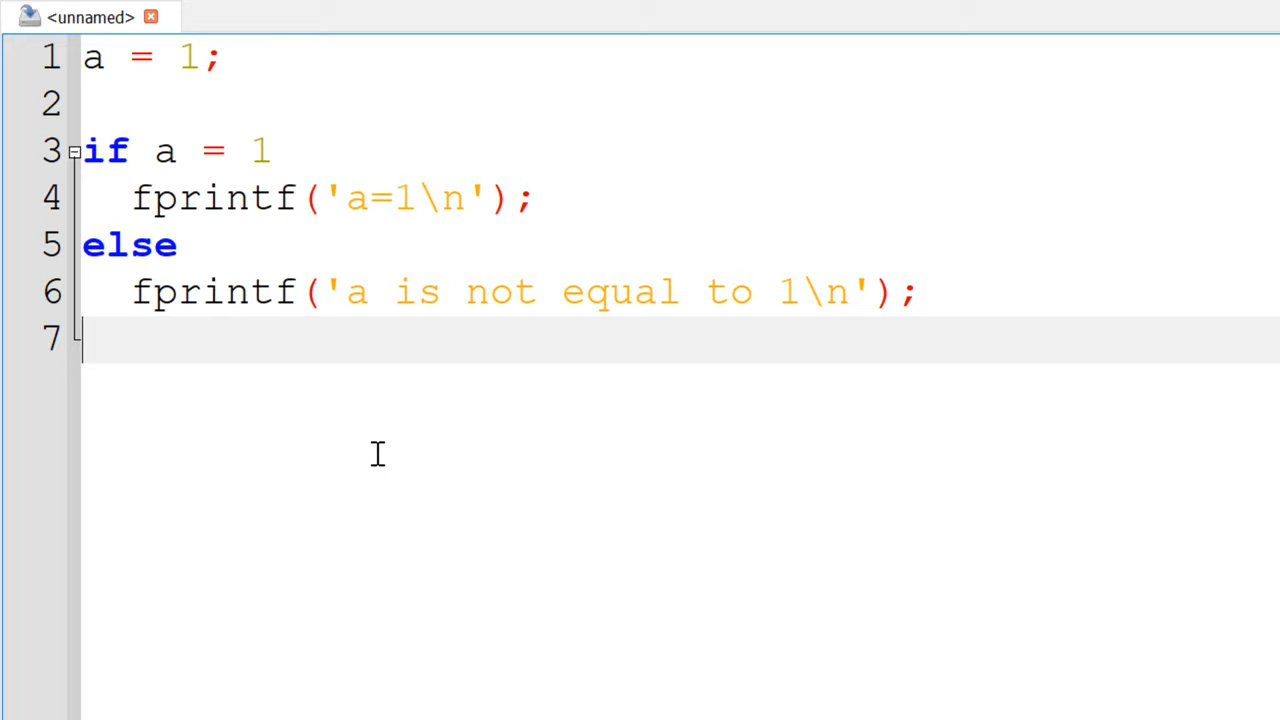 <unnamed>
1 a = 1;
2
3 if a = 1
4 fprintf('a=1\n');
5 else
6 fprintf('a is not equal to 1\n');
7